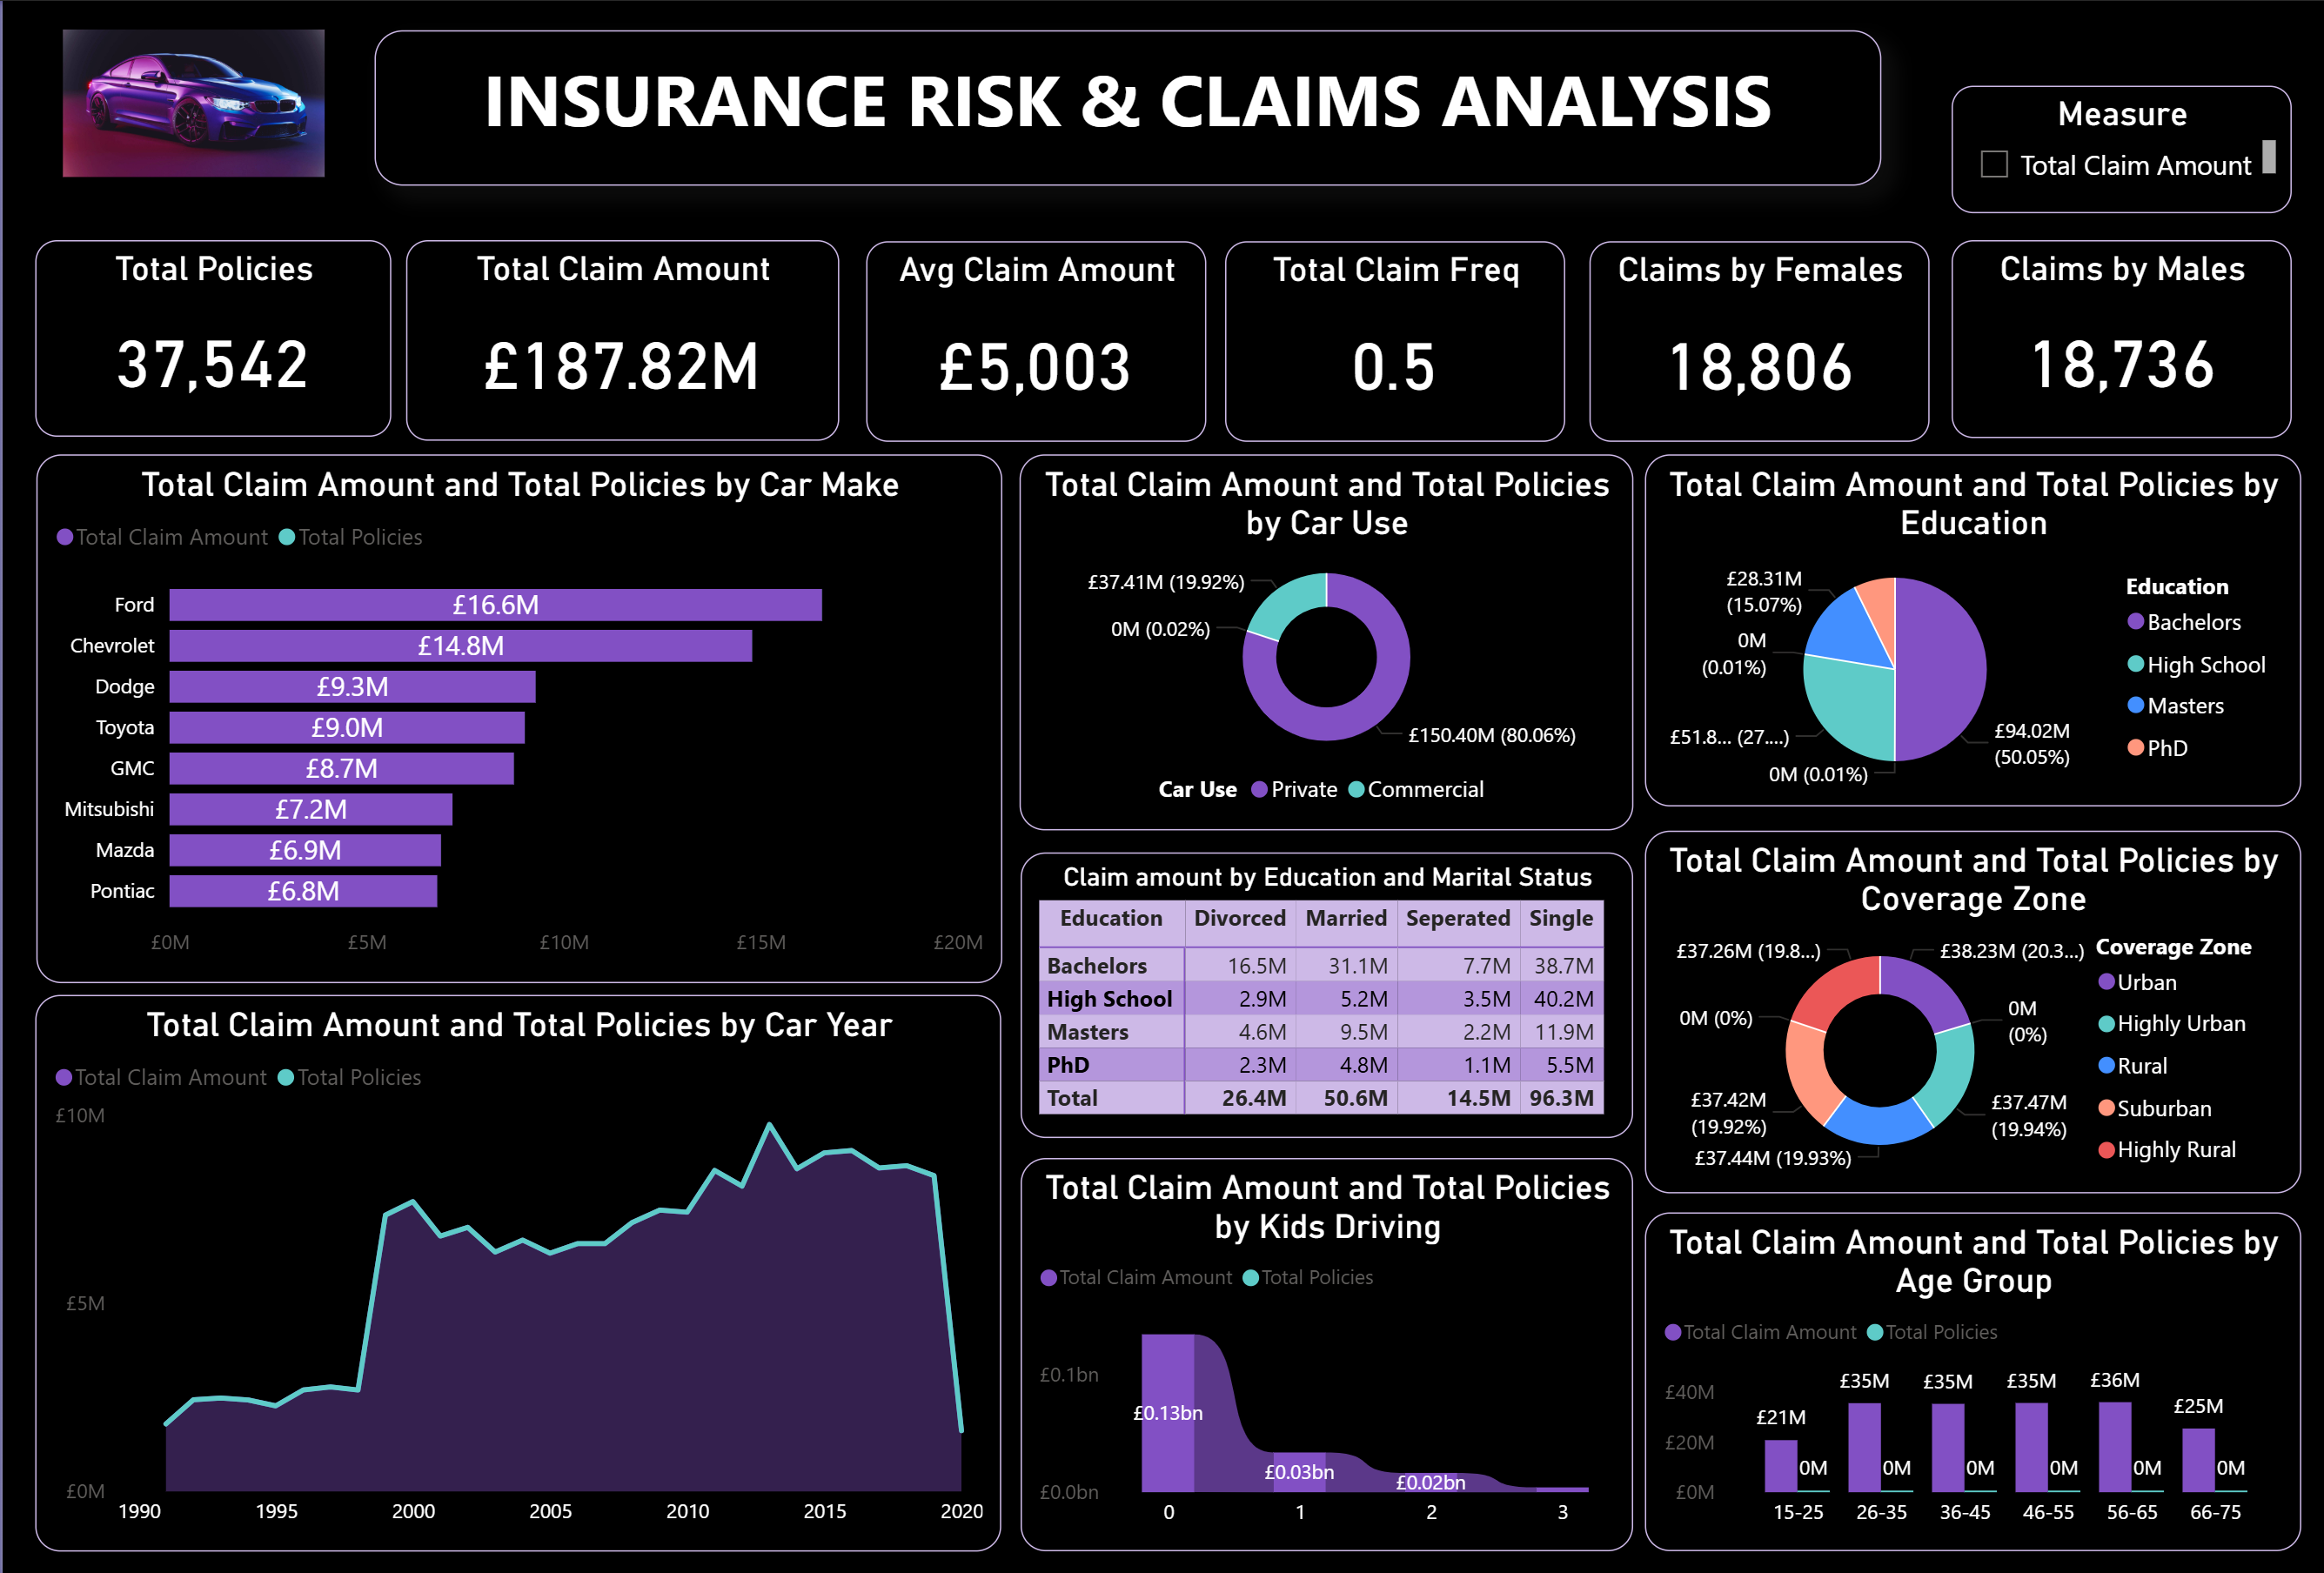 INSURANCE RISK & CLAIMS ANALYSIS
Measure
Total Claim Amount
Total Policies
37,542
Total Claim Amount
£187.82M
Avg Claim Amount
£5,003
Total Claim Freq
0.5
Claims by Females
18,806
Claims by Males
18,736
Total Claim Amount and Total Policies by Car Make
Total Claim Amount Total Policies
Ford £16.6M
Chevrolet £14.8M
Dodge £9.3M
Toyota £9.0M
GMC £8.7M
Mitsubishi £7.2M
Mazda £6.9M
Pontiac £6.8M
£0M £5M £10M £15M £20M
Total Claim Amount and Total Policies
by Car Use
£37.41M (19.92%)
0M (0.02%)
£150.40M (80.06%)
Car Use Private Commercial
Total Claim Amount and Total Policies by
Education
£28.31M
(15.07%)
0M
(0.01%)
£51.8... (27....)
0M (0.01%)
£94.02M
(50.05%)
Education
Bachelors
High School
Masters
PhD
Total Claim Amount and Total Policies by Car Year
Total Claim Amount Total Policies
£10M
£5M
£0M
1990 1995 2000 2005 2010 2015 2020
Claim amount by Education and Marital Status
Education Divorced Married Seperated Single
Bachelors 16.5M 31.1M 7.7M 38.7M
High School 2.9M 5.2M 3.5M 40.2M
Masters 4.6M 9.5M 2.2M 11.9M
PhD 2.3M 4.8M 1.1M 5.5M
Total 26.4M 50.6M 14.5M 96.3M
Total Claim Amount and Total Policies by
Coverage Zone
£37.26M (19.8...)
£38.23M (20.3...)
0M (0%)
0M
(0%)
£37.42M
(19.92%)
£37.47M
(19.94%)
£37.44M (19.93%)
Coverage Zone
Urban
Highly Urban
Rural
Suburban
Highly Rural
Total Claim Amount and Total Policies
by Kids Driving
Total Claim Amount Total Policies
£0.1bn
£0.0bn
£0.13bn
£0.03bn
£0.02bn
0 1 2 3
Total Claim Amount and Total Policies by
Age Group
Total Claim Amount Total Policies
£40M
£20M
£0M
£21M £35M £35M £35M £36M £25M
0M 0M 0M 0M 0M 0M
15-25 26-35 36-45 46-55 56-65 66-75